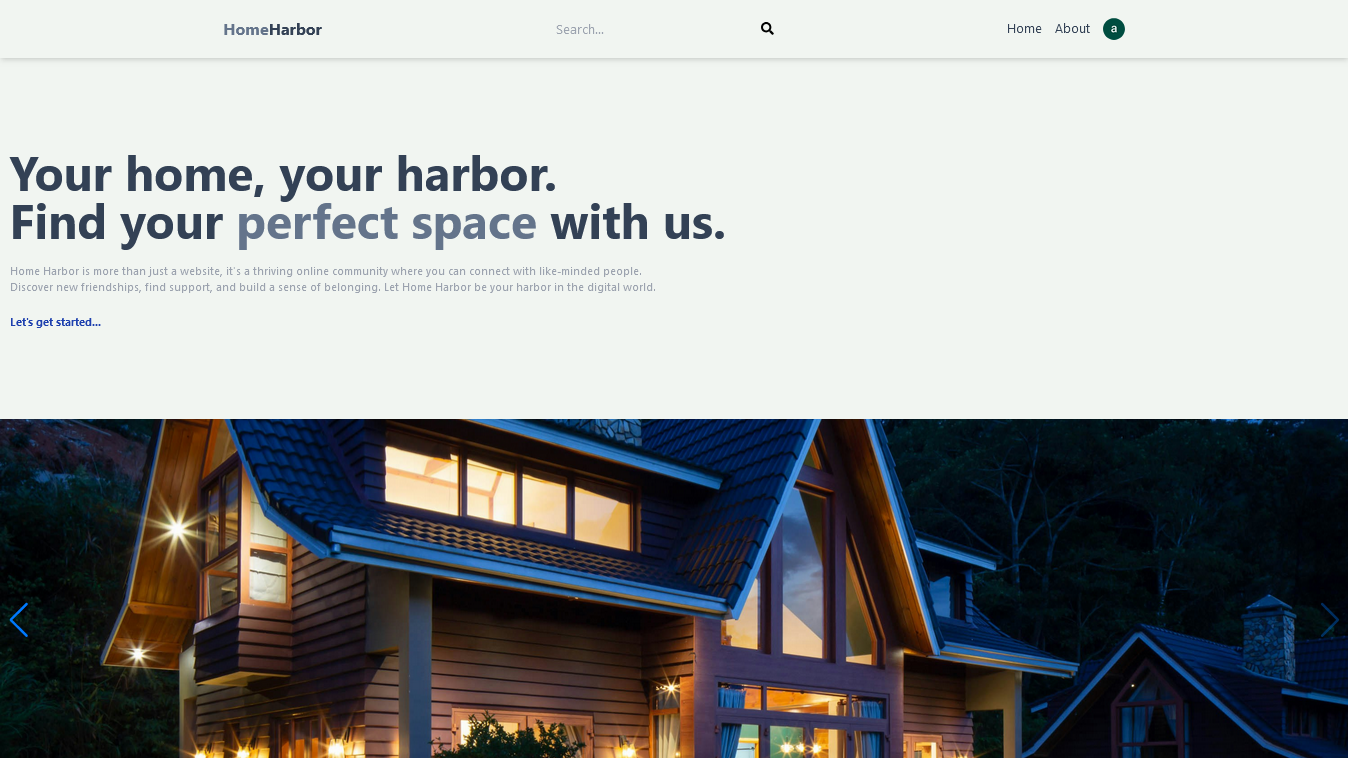 HomeHarbor
Search...
Home
About
a
Your home, your harbor.
Find your perfect space with us.
Home Harbor is more than just a website, it's a thriving online community where you can connect with like-minded people.
Discover new friendships, find support, and build a sense of belonging. Let Home Harbor be your harbor in the digital world.
Let's get started...